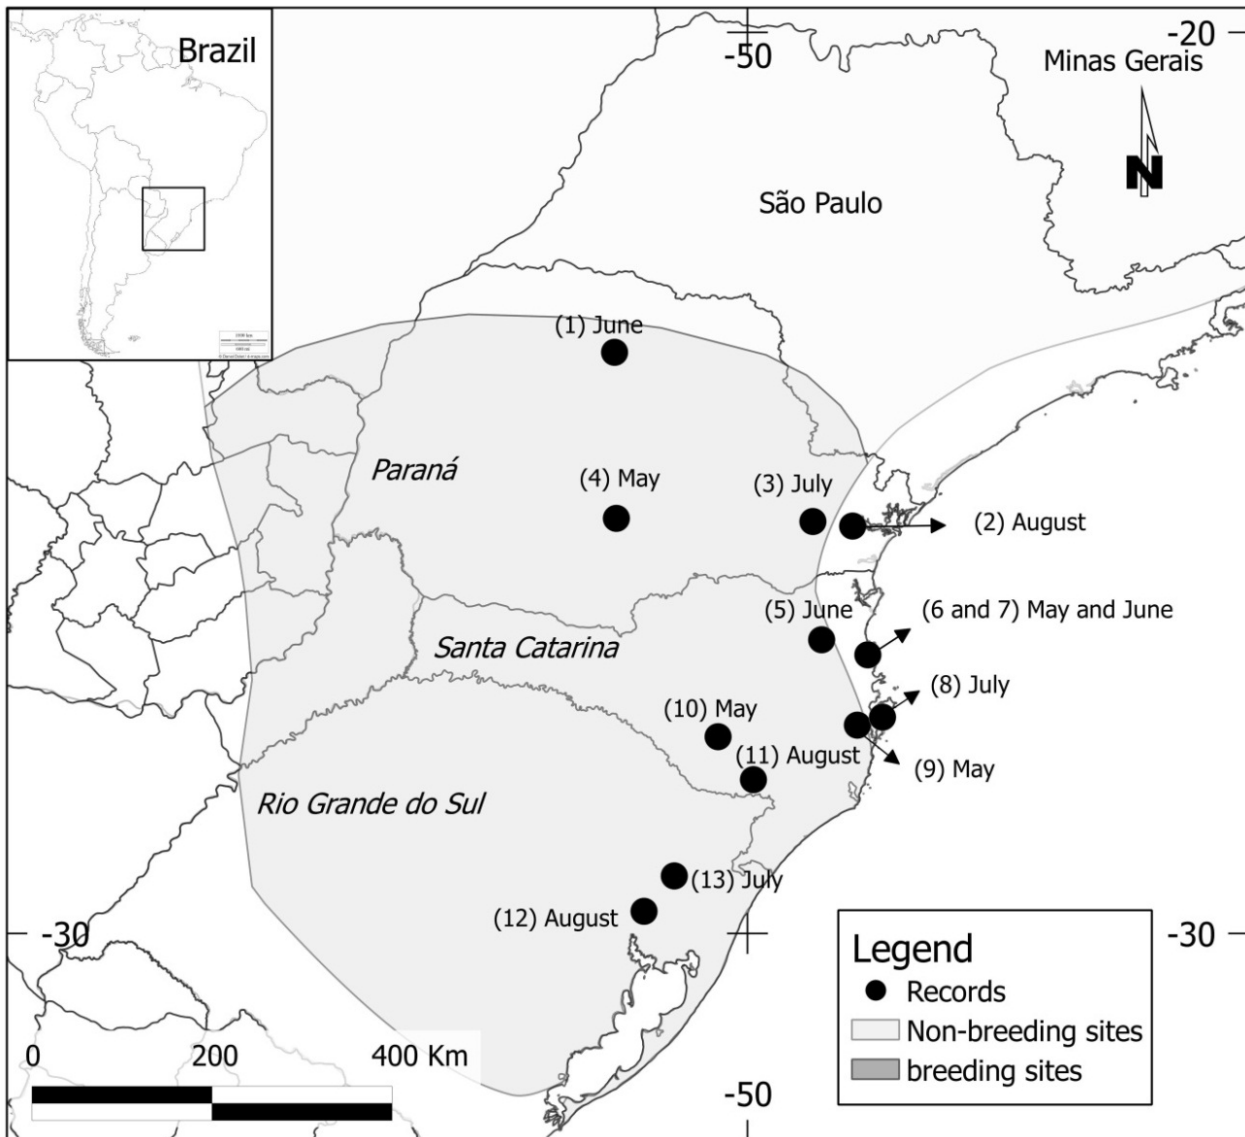 Brazil
-50
-20
Minas Gerais
N
São Paulo
(1) June
Paraná
(4) May
(3) July
(2) August
(5) June
(6 and 7) May and June
Santa Catarina
(8) July
(10) May
(11) August
(9) May
Rio Grande do Sul
(13) July
(12) August
-30
-30
Legend
Records
Non-breeding sites
breeding sites
0 200 400 Km
-50